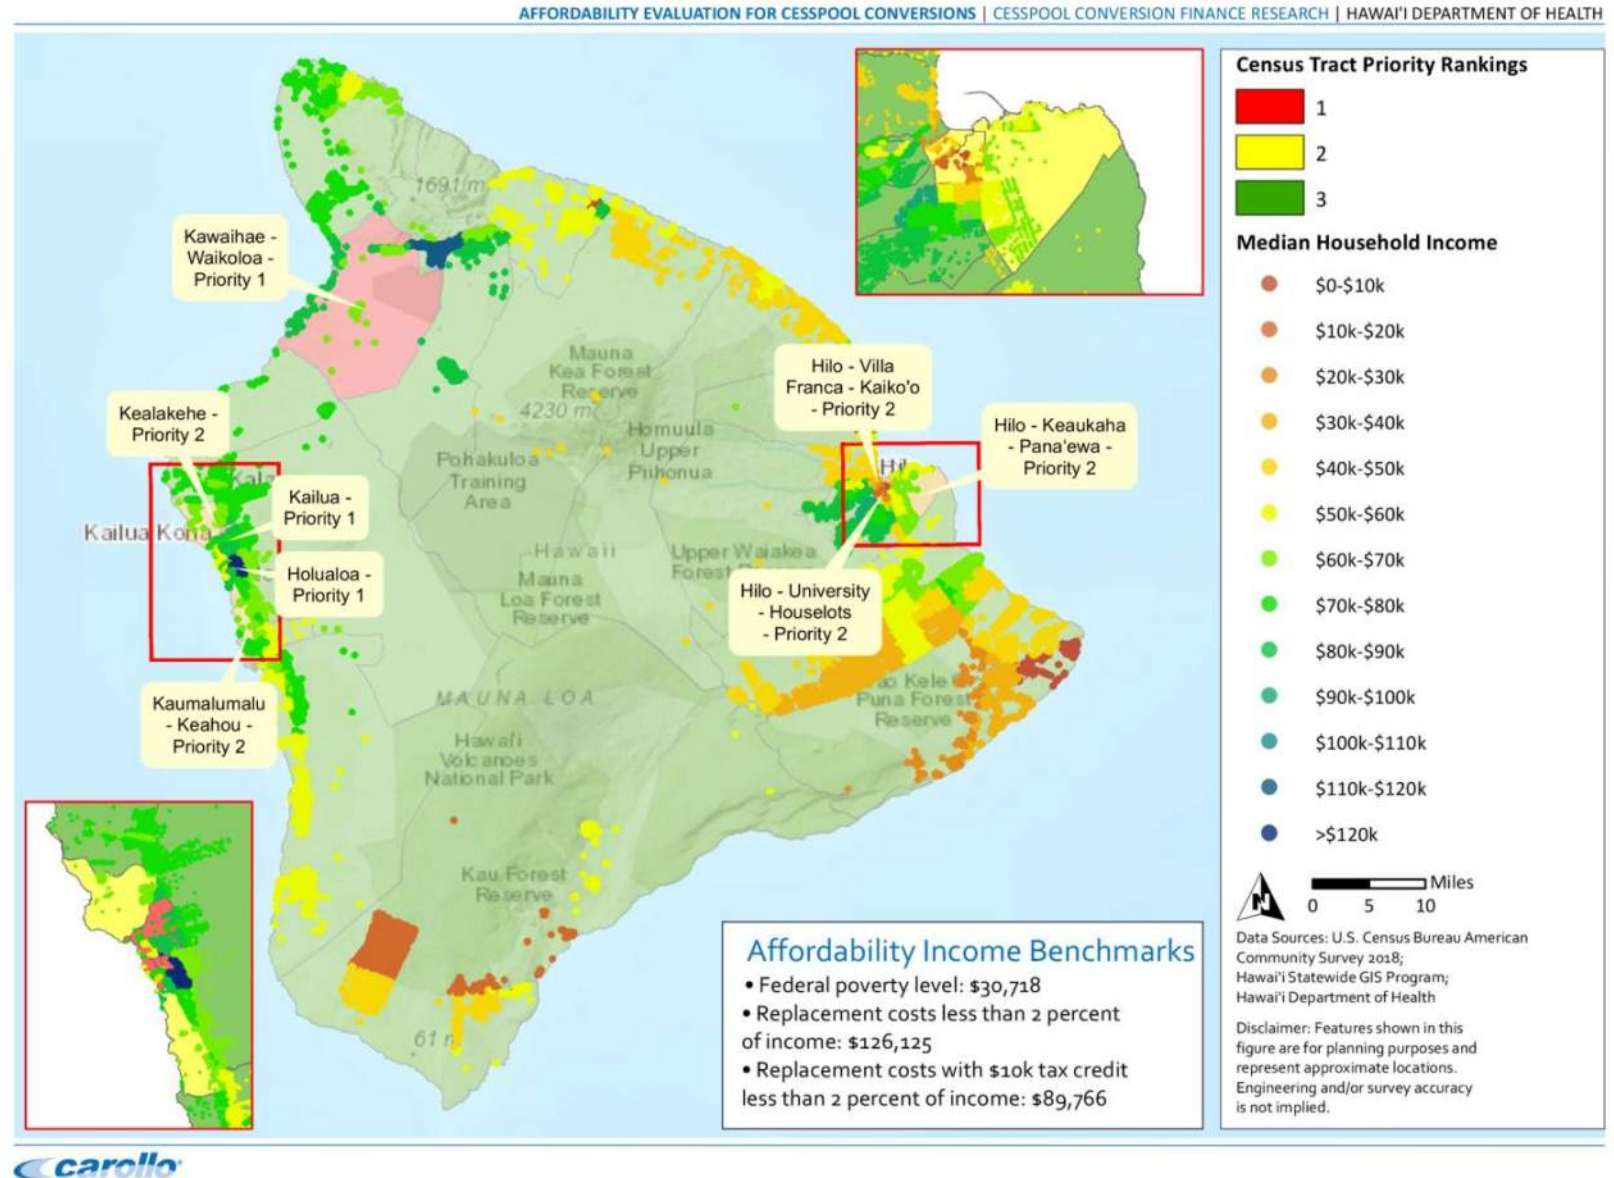 AFFORDABILITY EVALUATION FOR CESSPOOL CONVERSIONS | CESSPOOL CONVERSION FINANCE RESEARCH | HAWAI'I DEPARTMENT OF HEALTH
1691 m
Kawaihae -
Waikoloa -
Priority 1
Mauna
Kea Forest
Reserve
4230 m
Homuula
Upper
Piihonua
Pohakuloa
Training
Area
Kealakehe -
Priority 2
Kailua -
Priority 1
Kailua Kona
Holualoa -
Priority 1
Hawaii
Mauna
Loa Forest
Reserve
Upper Waiakea
Forest
Hilo - Villa
Franca - Kaiko'o
- Priority 2
Hilo - Keaukaha
- Pana'ewa -
Priority 2
Hilo - University
- Houselots
- Priority 2
Kaumalumalu
- Keahou -
Priority 2
MAUNA LOA
Kele
Puna Forest
Reserve
Hawai'i
Volcanoes
National Park
Kau Forest
Reserve
61 m
Affordability Income Benchmarks
• Federal poverty level: $30,718
• Replacement costs less than 2 percent
of income: $126,125
• Replacement costs with $10k tax credit
less than 2 percent of income: $89,766
Census Tract Priority Rankings
1
2
3
Median Household Income
$0-$10k
$10k-$20k
$20k-$30k
$30k-$40k
$40k-$50k
$50k-$60k
$60k-$70k
$70k-$80k
$80k-$90k
$90k-$100k
$100k-$110k
$110k-$120k
>$120k
N
Miles
0 5 10
Data Sources: U.S. Census Bureau American
Community Survey 2018;
Hawai'i Statewide GIS Program;
Hawai'i Department of Health
Disclaimer: Features shown in this
figure are for planning purposes and
represent approximate locations.
Engineering and/or survey accuracy
is not implied.
carollo